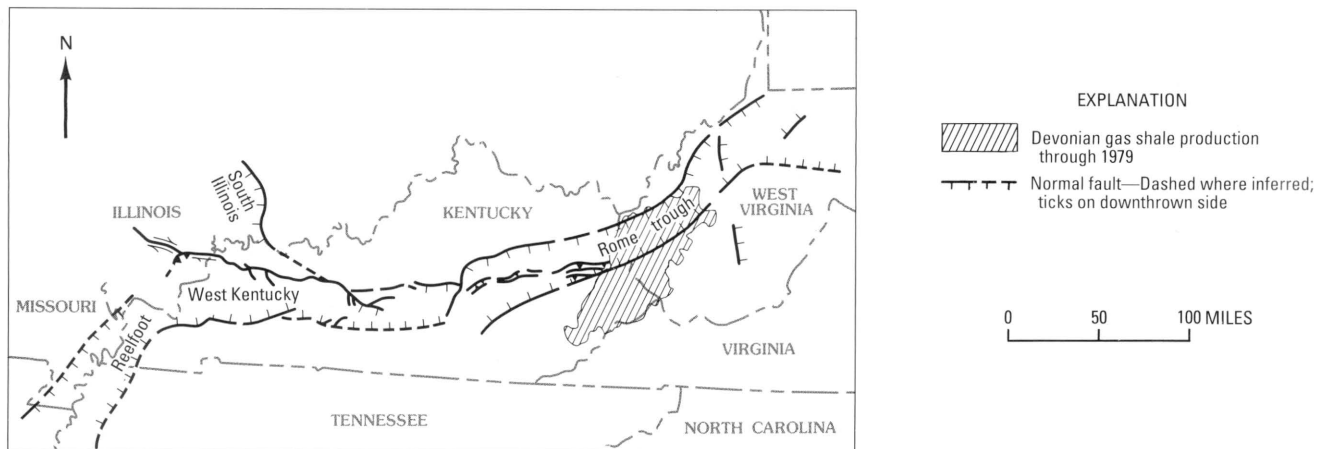 N
South
Illinois
ILLINOIS
KENTUCKY
WEST
VIRGINIA
Rome trough
West Kentucky
MISSOURI
Reelfoot
VIRGINIA
TENNESSEE
NORTH CAROLINA
EXPLANATION
Devonian gas shale production
through 1979
Normal fault—Dashed where inferred;
ticks on downthrown side
0 50 100 MILES